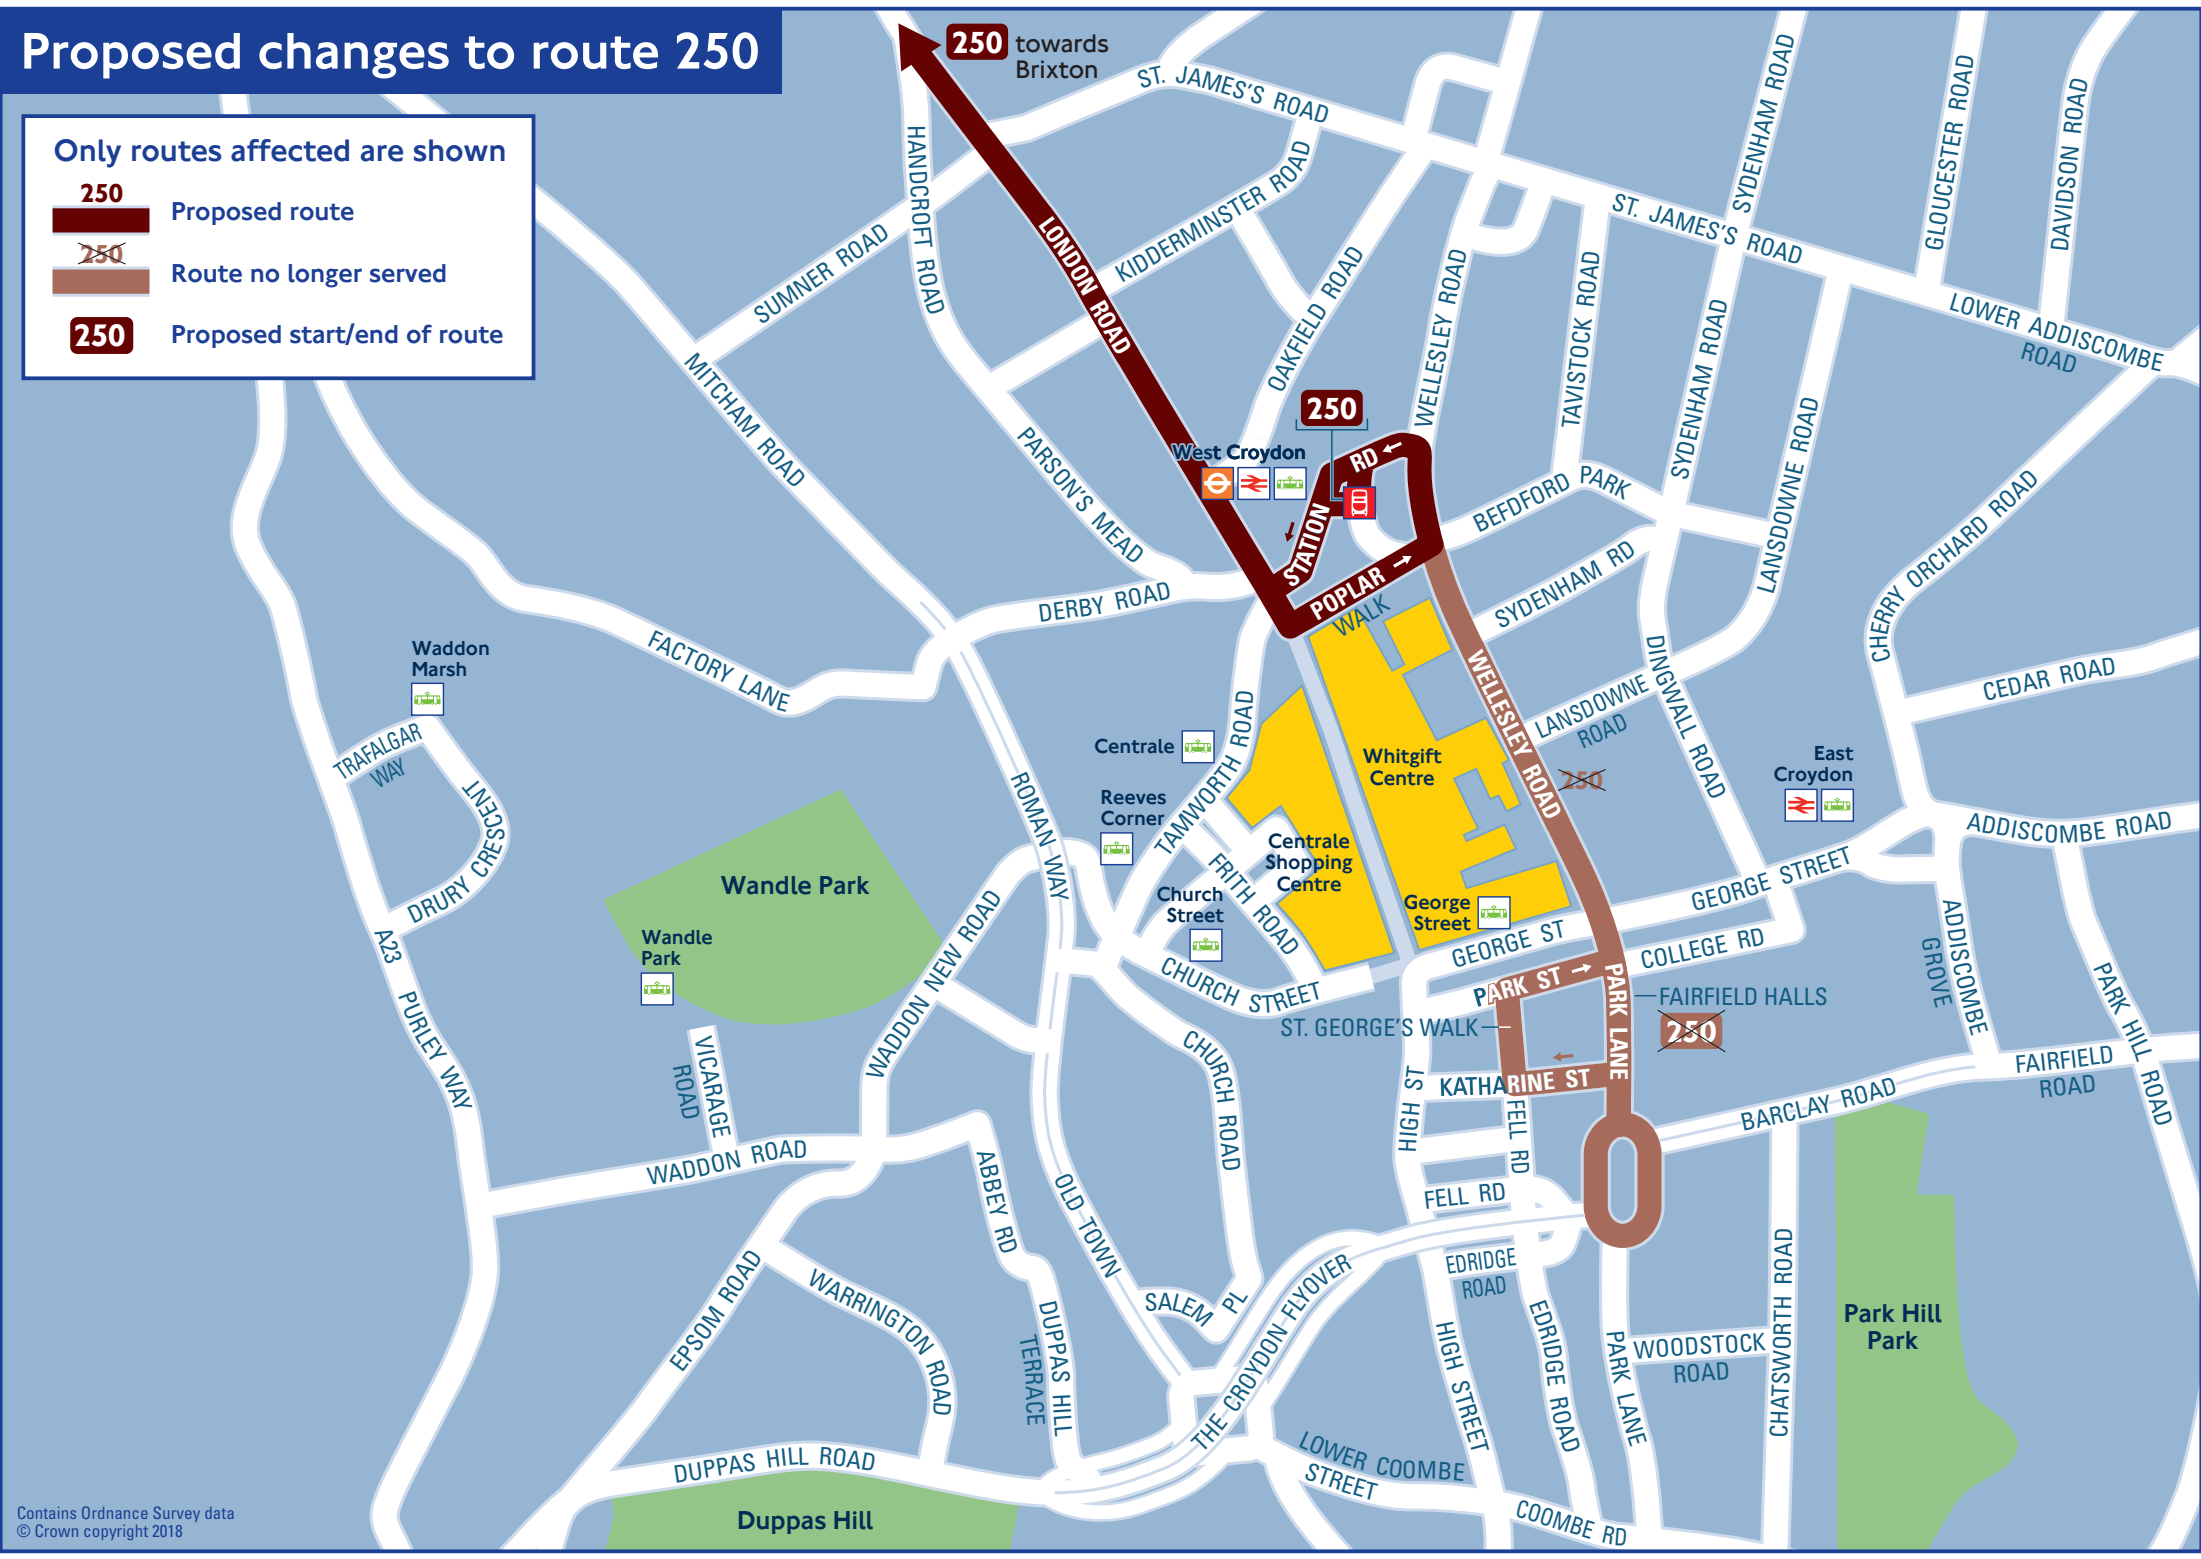 Proposed changes to route 250
Only routes affected are shown
250
Proposed route
250
Route no longer served
250
Proposed start/end of route
250 towards
Brixton
ST. JAMES'S ROAD
HANDCROFT ROAD
SUMNER ROAD
KIDDERMINSTER ROAD
LONDON ROAD
OAKFIELD ROAD
WELLESLEY ROAD
TAVISTOCK ROAD
SYDENHAM ROAD
GLOUCESTER ROAD
DAVIDSON ROAD
ST. JAMES'S ROAD
SYDENHAM ROAD
LOWER ADDISCOMBE
ROAD
MITCHAM ROAD
PARSON'S MEAD
250
West Croydon
STATION
RD
POPLAR
WALK
BEDFORD PARK
LANSDOWNE ROAD
CHERRY ORCHARD ROAD
SYDENHAM RD
DERBY ROAD
FACTORY LANE
Waddon
Marsh
TRAFALGAR
WAY
DRURY CRESCENT
CEDAR ROAD
DINGWALL ROAD
LANSDOWNE
ROAD
WELLESLEY ROAD
250
Whitgift
Centre
East
Croydon
Centrale
TAMWORTH ROAD
Reeves
Corner
ROMAN WAY
Centrale
Shopping
Centre
FRITH ROAD
Church
Street
CHURCH STREET
George
Street
GEORGE ST
GEORGE STREET
ADDISCOMBE ROAD
ADDISCOMBE
GROVE
COLLEGE RD
Wandle Park
Wandle
Park
WADDON NEW ROAD
A23
PURLEY WAY
VICARAGE
ROAD
PARK ST
PARK LANE
FAIRFIELD HALLS
250
ST. GEORGE'S WALK
KATHARINE ST
HIGH ST
FELL RD
FELL RD
BARCLAY ROAD
FAIRFIELD
ROAD
PARK HILL ROAD
CHURCH ROAD
WADDON ROAD
ABBEY RD
OLD TOWN
EPSOM ROAD
WARRINGTON ROAD
DUPPAS HILL
TERRACE
SALEM PL
THE CROYDON FLYOVER
EDRIDGE
ROAD
EDRIDGE ROAD
HIGH STREET
PARK LANE
WOODSTOCK
ROAD
CHATSWORTH ROAD
Park Hill
Park
LOWER COOMBE
STREET
COOMBE RD
DUPPAS HILL ROAD
Duppas Hill
Contains Ordnance Survey data
© Crown copyright 2018